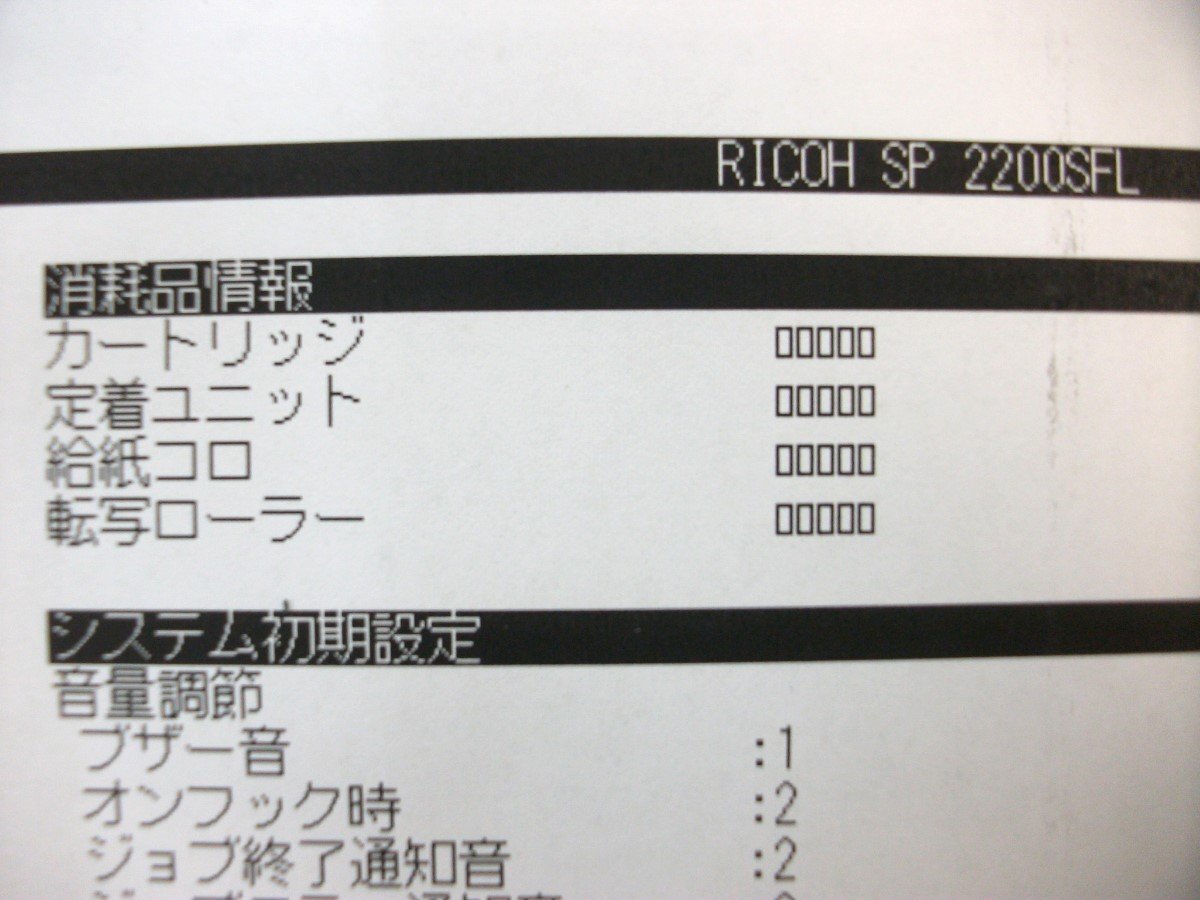 RICOH SP 2200SFL
消耗品情報
カートリッジ ▯▯▯▯▯
定着ユニット ▯▯▯▯▯
給紙コロ ▯▯▯▯▯
転写ローラー ▯▯▯▯▯
システム初期設定
音量調節
ブザー音 :1
オンフック時 :2
ジョブ終了通知音 :2